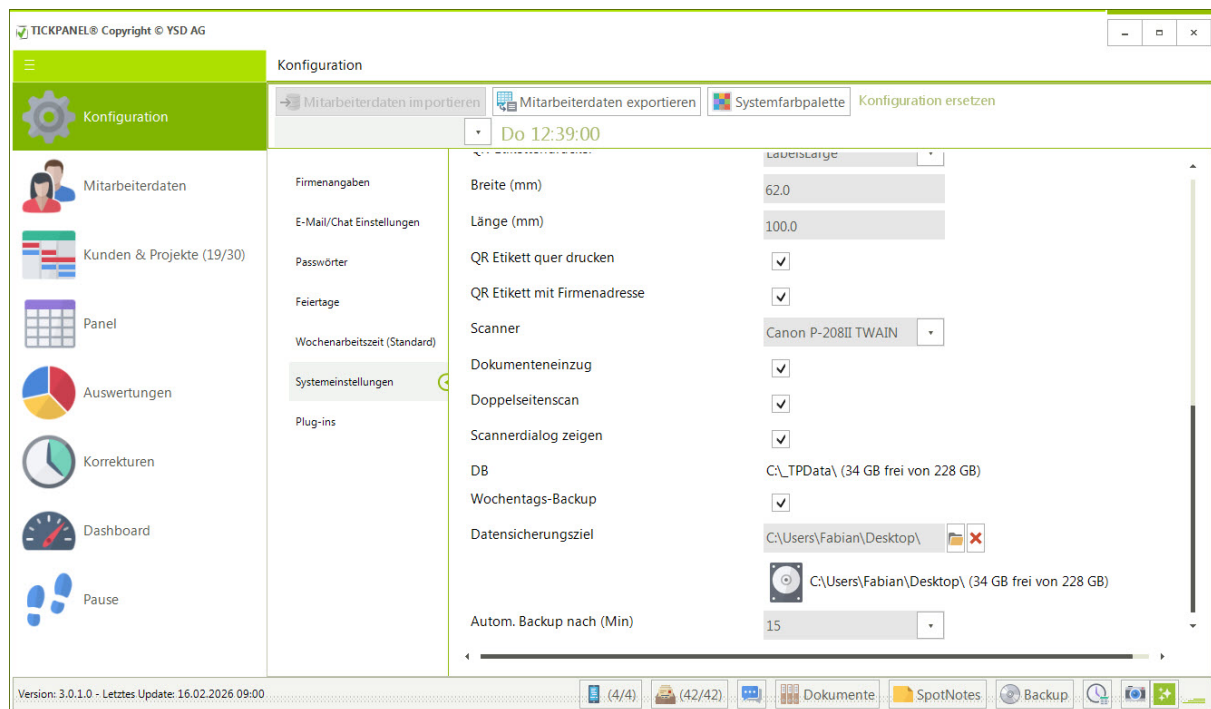 TICKPANEL® Copyright © YSD AG
Konfiguration
Konfiguration
Mitarbeiterdaten importieren
Mitarbeiterdaten exportieren
Systemfarbpalette
Konfiguration ersetzen
Do 12:39:00
Mitarbeiterdaten
Kunden & Projekte (19/30)
Panel
Auswertungen
Korrekturen
Dashboard
Pause
Firmenangaben
E-Mail/Chat Einstellungen
Passwörter
Feiertage
Wochenarbeitszeit (Standard)
Systemeinstellungen
Plug-ins
QR Etikettendrucker LabelsLarge
Breite (mm) 62.0
Länge (mm) 100.0
QR Etikett quer drucken
QR Etikett mit Firmenadresse
Scanner Canon P-208II TWAIN
Dokumenteneinzug
Doppelseitenscan
Scannerdialog zeigen
DB C:\_TPData\ (34 GB frei von 228 GB)
Wochentags-Backup
Datensicherungsziel C:\Users\Fabian\Desktop\
C:\Users\Fabian\Desktop\ (34 GB frei von 228 GB)
Autom. Backup nach (Min) 15
Version: 3.0.1.0 - Letztes Update: 16.02.2026 09:00
(4/4)
(42/42)
Dokumente
SpotNotes
Backup